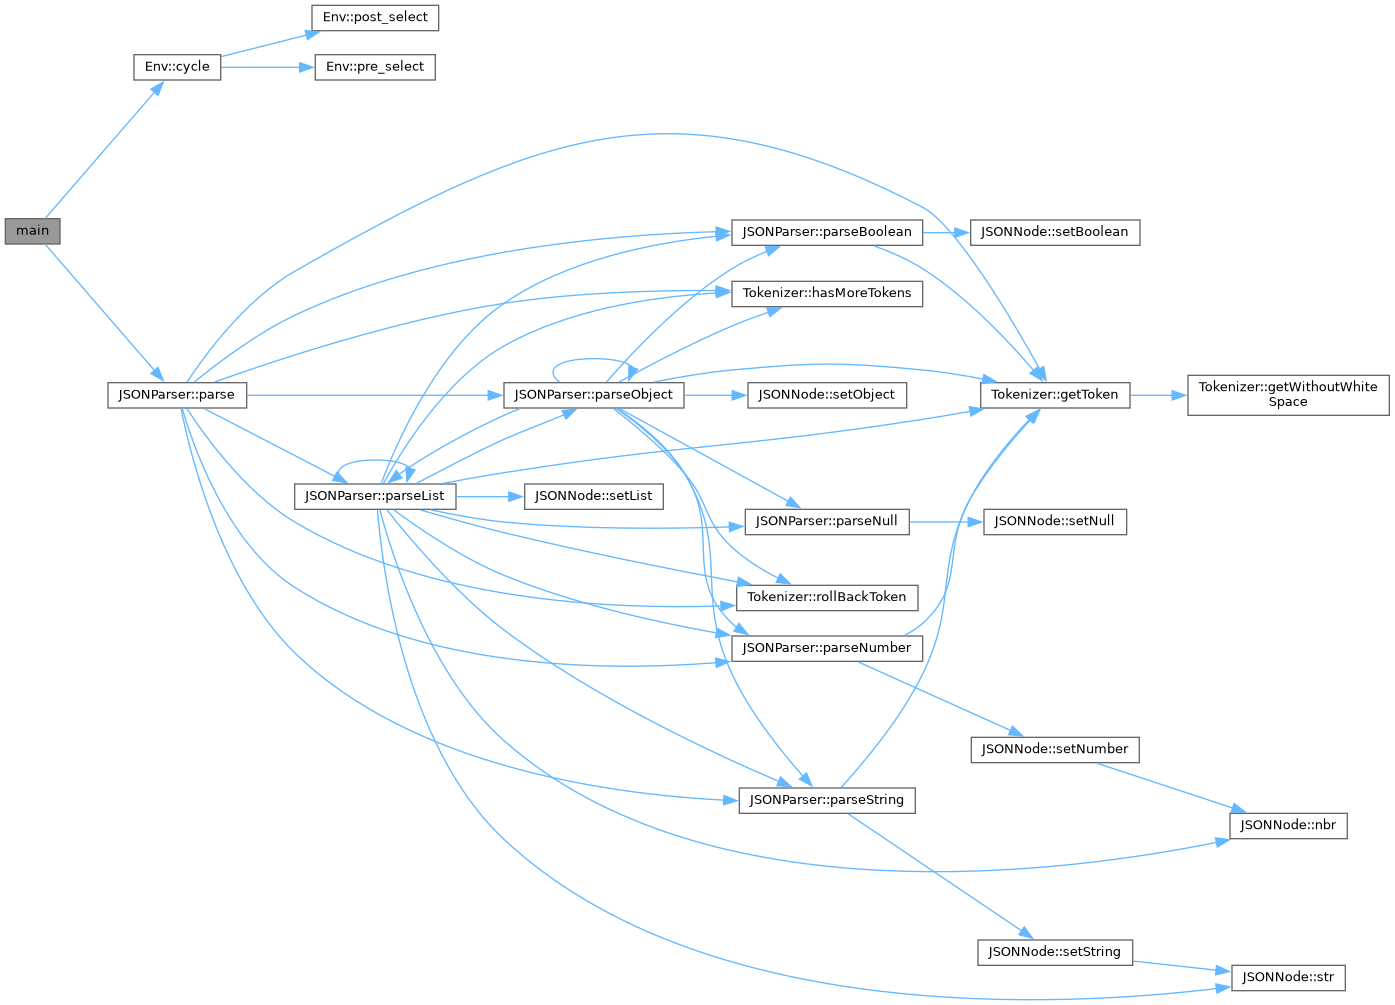 Env::post_select
Env::cycle
Env::pre_select
main
JSONParser::parseBoolean
JSONNode::setBoolean
Tokenizer::hasMoreTokens
JSONParser::parse
JSONParser::parseObject
JSONNode::setObject
Tokenizer::getToken
Tokenizer::getWithoutWhite
Space
JSONParser::parseList
JSONNode::setList
JSONParser::parseNull
JSONNode::setNull
Tokenizer::rollBackToken
JSONParser::parseNumber
JSONNode::setNumber
JSONParser::parseString
JSONNode::nbr
JSONNode::setString
JSONNode::str